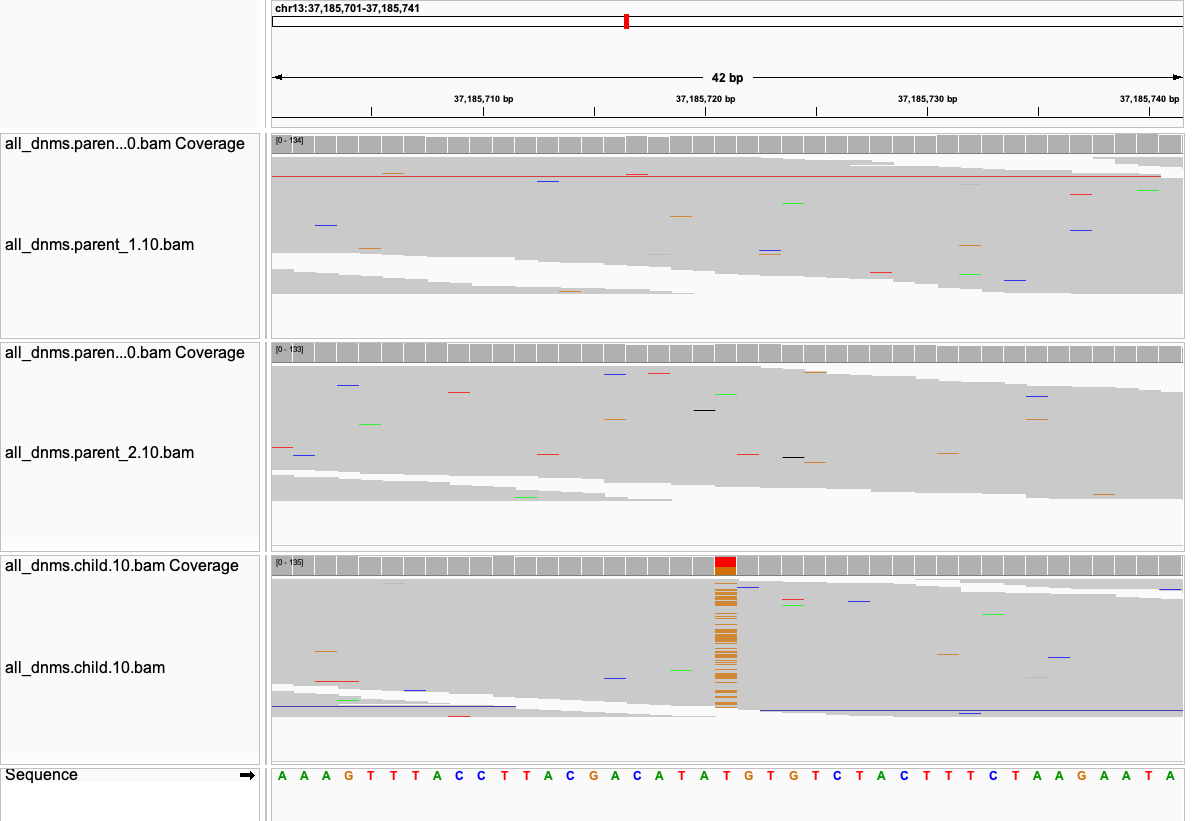 chr13:37,185,701-37,185,741
42 bp
37,185,710 bp 37,185,720 bp 37,185,730 bp 37,185,740 bp
all_dnms.paren...0.bam Coverage [0 - 134]
all_dnms.parent_1.10.bam
all_dnms.paren...0.bam Coverage [0 - 133]
all_dnms.parent_2.10.bam
all_dnms.child.10.bam Coverage [0 - 135]
all_dnms.child.10.bam
Sequence A A A G T T T A C C T T A C G A C A T A T G T G T C T A C T T T C T A A G A A T A